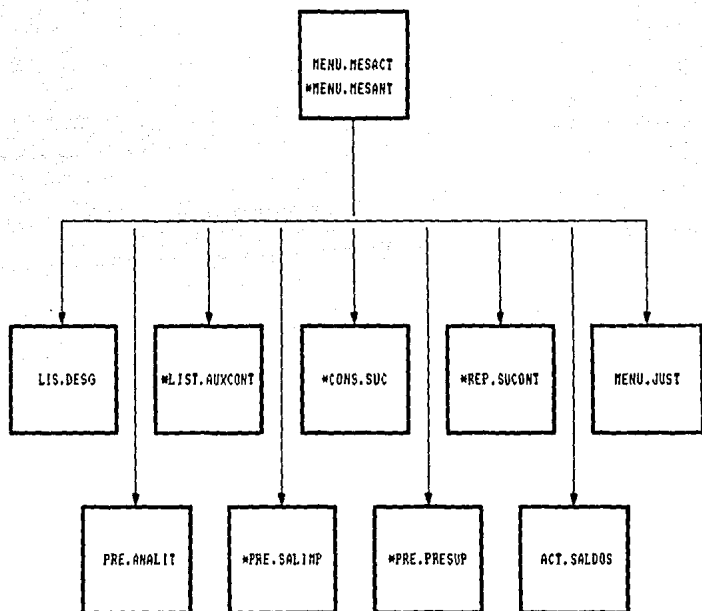 MENU.MESACT
*MENU.MESANT
LIS.DESG
*LIST.AUXCONT
*CONS.SUC
*REP.SUCONT
MENU.JUST
PRE.ANALIT
*PRE.SALIMP
*PRE.PRESUP
ACT.SALDOS